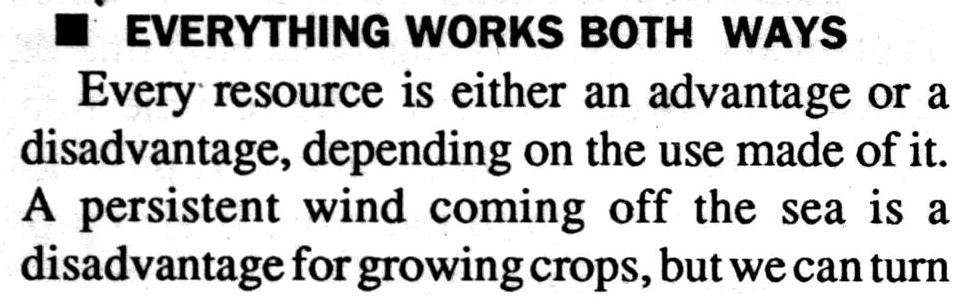 ■ EVERYTHING WORKS BOTH WAYS
Every resource is either an advantage or a
disadvantage, depending on the use made of it.
A persistent wind coming off the sea is a
disadvantage for growing crops, but we can turn